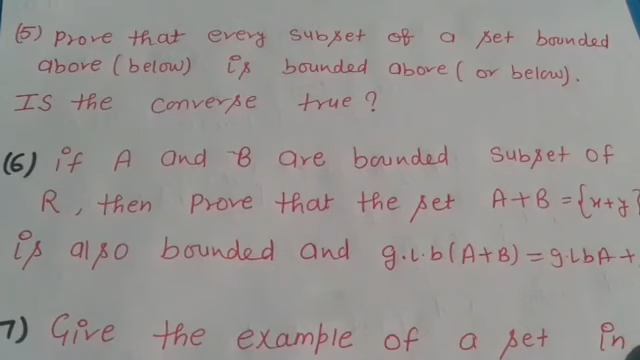 (5) Prove that every subset of a set bounded
above (below) is bounded above ( or below).
IS the converse true ?
(6) if A and B are bounded subset of
R, then Prove that the set A+B = {x+y}
is also bounded and g.l.b(A+B) = g.l.b A +
7) Give the example of a set in